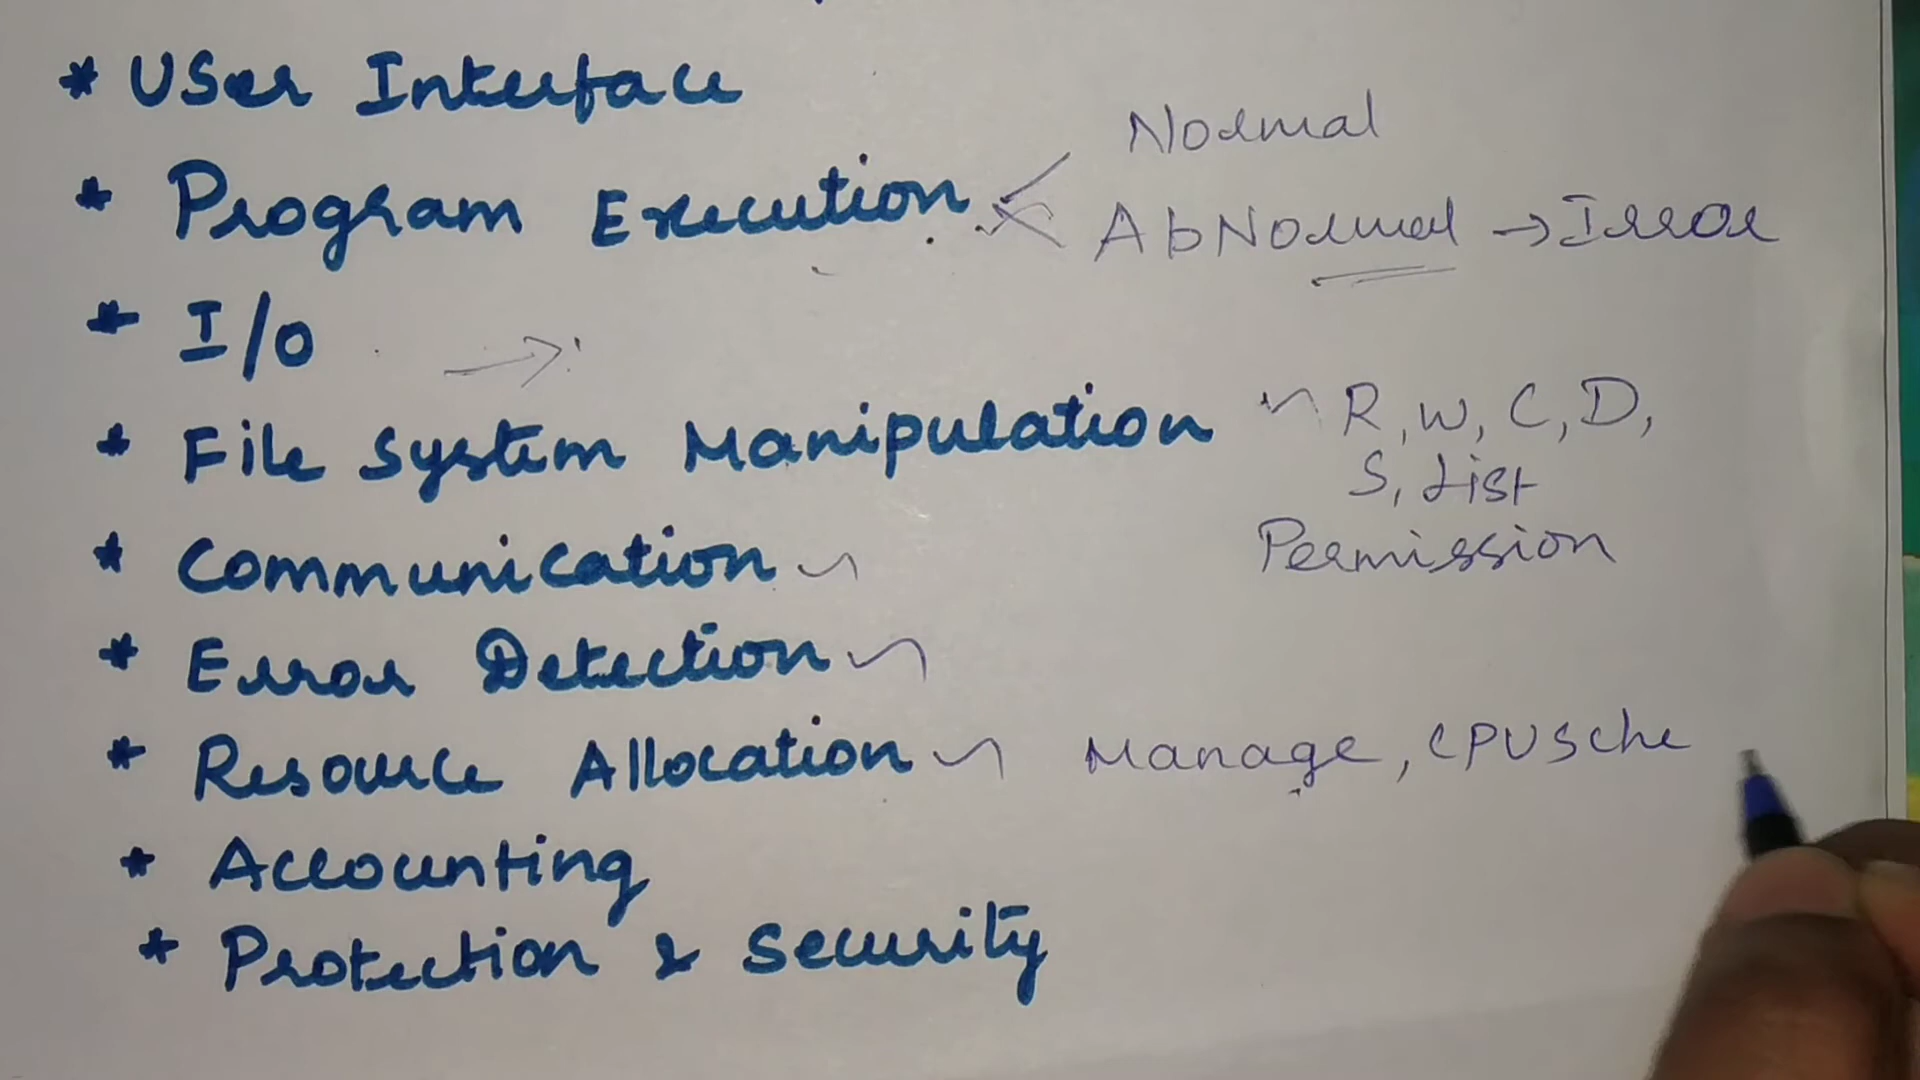 * User Interface
Normal
* Program Execution
AbNormal → Irror
* I/O →
* File System Manipulation R, W, C, D,
S, List
Permission
* Communication
* Error Detection
* Resource Allocation Manage, CPU Sche
* Accounting
* Protection & Security